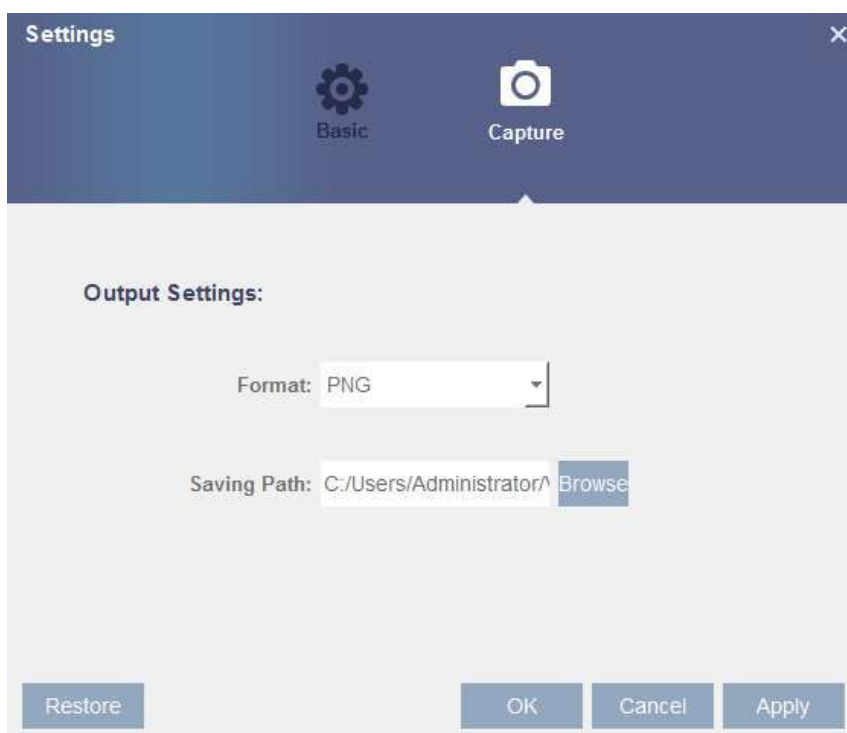 Settings
Basic
Capture
Output Settings:
Format: PNG
Saving Path: C:/Users/Administrator/ Browse
Restore
OK Cancel Apply